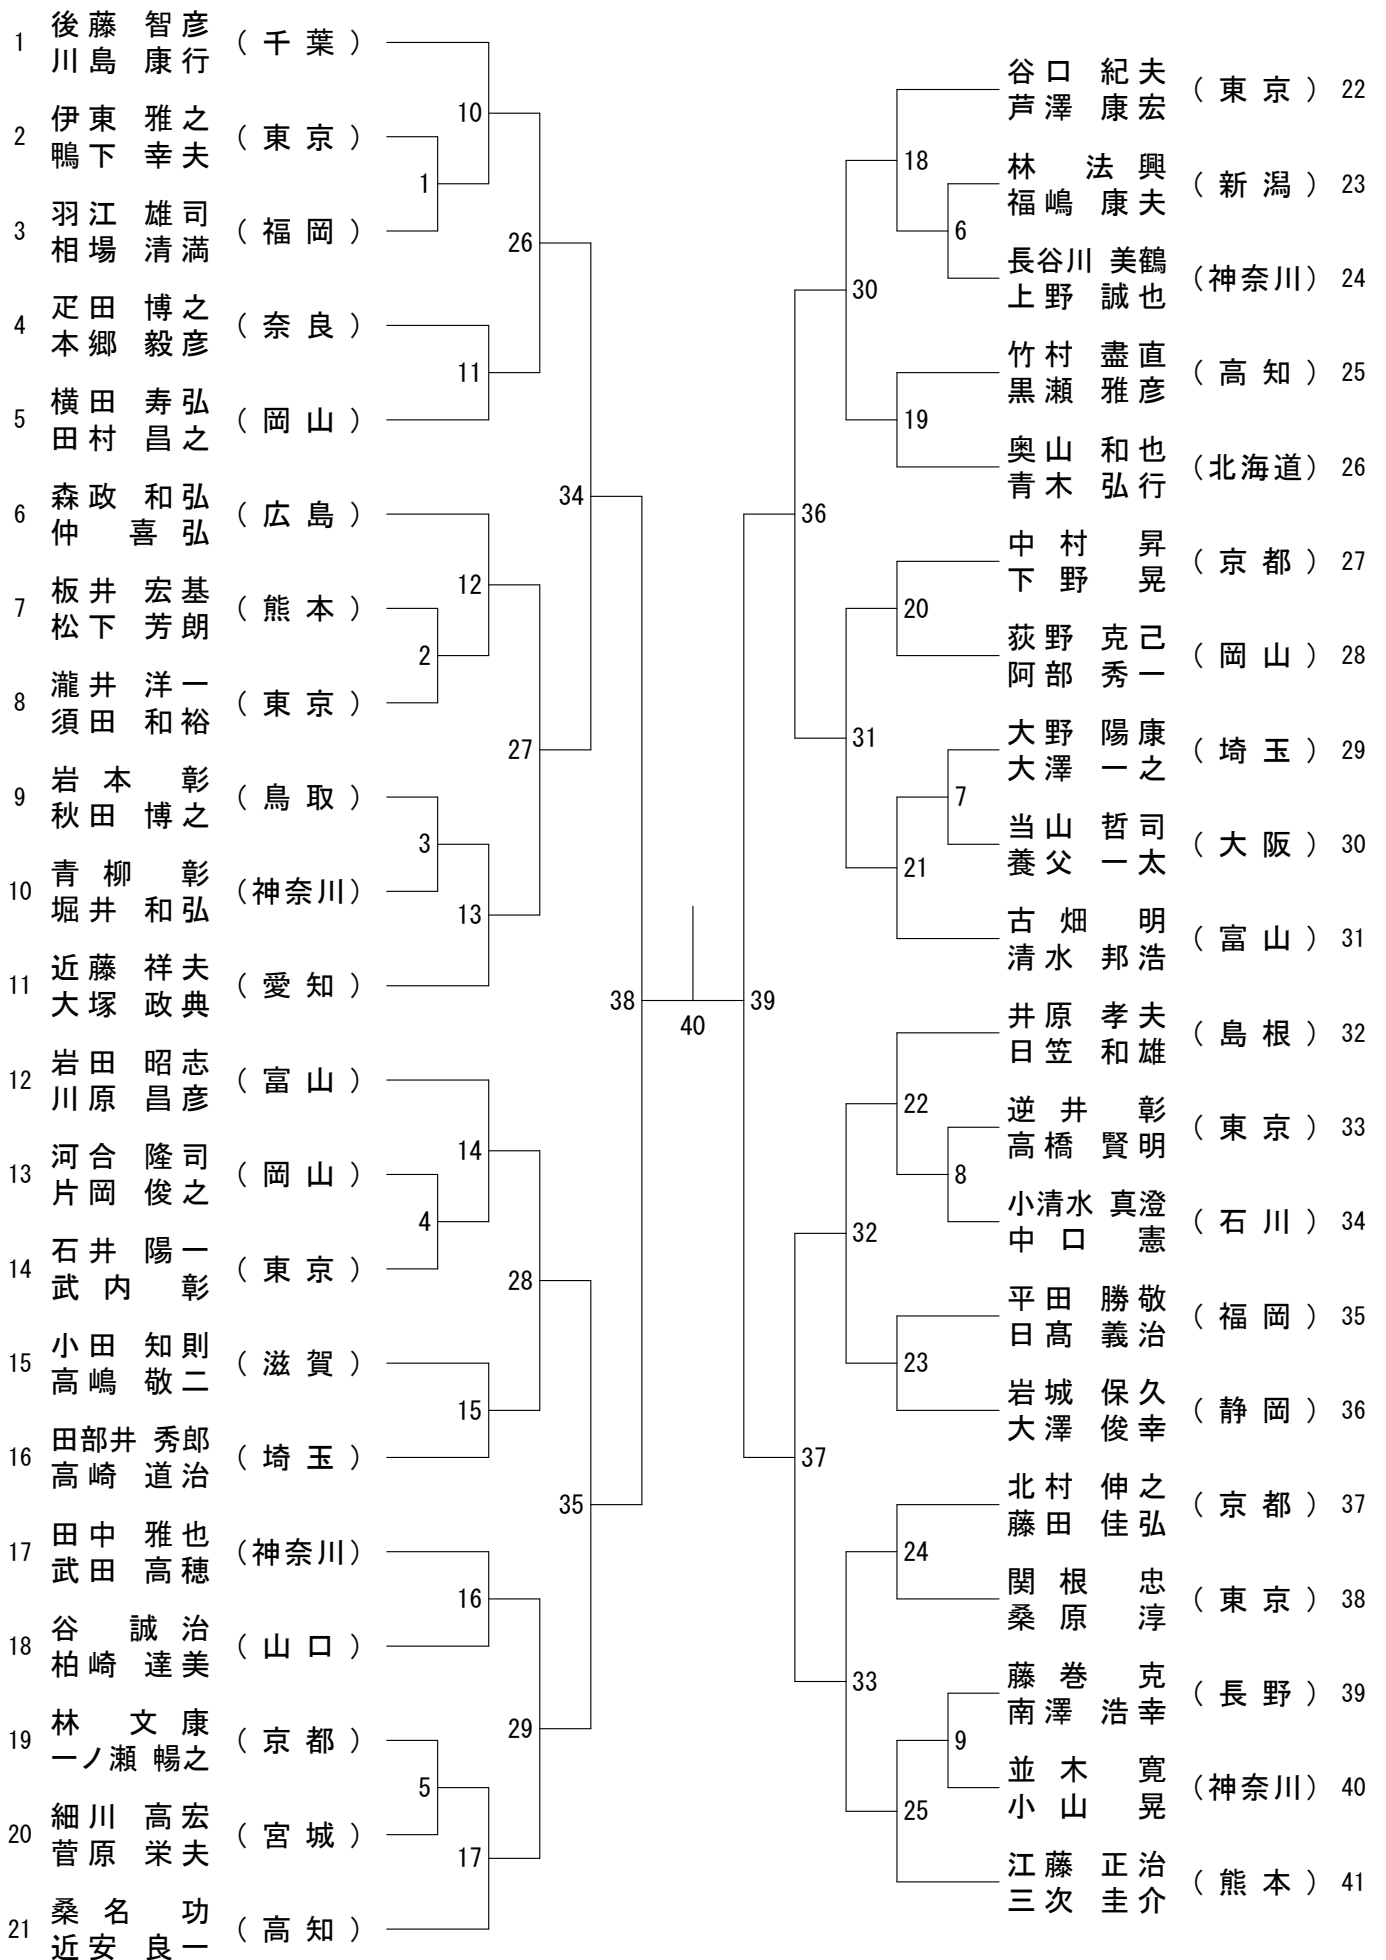 1 後藤 智彦 (千葉)
川島 康行
2 伊東 雅之 (東京)
鴨下 幸夫
3 羽江 雄司 (福岡)
相場 清満
4 疋田 博之 (奈良)
本郷 毅彦
5 横田 寿弘 (岡山)
田村 昌之
6 森政 和弘 (広島)
仲 喜弘
7 板井 宏基 (熊本)
松下 芳朗
8 瀧井 洋一 (東京)
須田 和裕
9 岩本 彰 (鳥取)
秋田 博之
10 青柳 彰 (神奈川)
堀井 和弘
11 近藤 祥夫 (愛知)
大塚 政典
12 岩田 昭志 (富山)
川原 昌彦
13 河合 隆司 (岡山)
片岡 俊之
14 石井 陽一 (東京)
武内 彰
15 小田 知則 (滋賀)
高嶋 敬二
16 田部井 秀郎 (埼玉)
高崎 道治
17 田中 雅也 (神奈川)
武田 高穂
18 谷 誠治 (山口)
柏崎 達美
19 林 文康 (京都)
一ノ瀬 暢之
20 細川 高宏 (宮城)
菅原 栄夫
21 桑名 功 (高知)
近安 良一
1
2
3
4
5
10
11
12
13
14
15
16
17
26
27
28
29
34
35
38
40
39
36
37
30
31
32
33
18
19
20
21
22
23
24
25
6
7
8
9
谷口 紀夫 (東京) 22
芦澤 康宏
林 法興 (新潟) 23
福嶋 康夫
長谷川 美鶴 (神奈川) 24
上野 誠也
竹村 盡直 (高知) 25
黒瀬 雅彦
奥山 和也 (北海道) 26
青木 弘行
中村 昇 (京都) 27
下野 晃
荻野 克己 (岡山) 28
阿部 秀一
大野 陽康 (埼玉) 29
大澤 一之
当山 哲司 (大阪) 30
養父 一太
古畑 明 (富山) 31
清水 邦浩
井原 孝夫 (島根) 32
日笠 和雄
逆井 彰 (東京) 33
高橋 賢明
小清水 真澄 (石川) 34
中口 憲
平田 勝敬 (福岡) 35
日髙 義治
岩城 保久 (静岡) 36
大澤 俊幸
北村 伸之 (京都) 37
藤田 佳弘
関根 忠 (東京) 38
桑原 淳
藤巻 克 (長野) 39
南澤 浩幸
並木 寛 (神奈川) 40
小山 晃
江藤 正治 (熊本) 41
三次 圭介